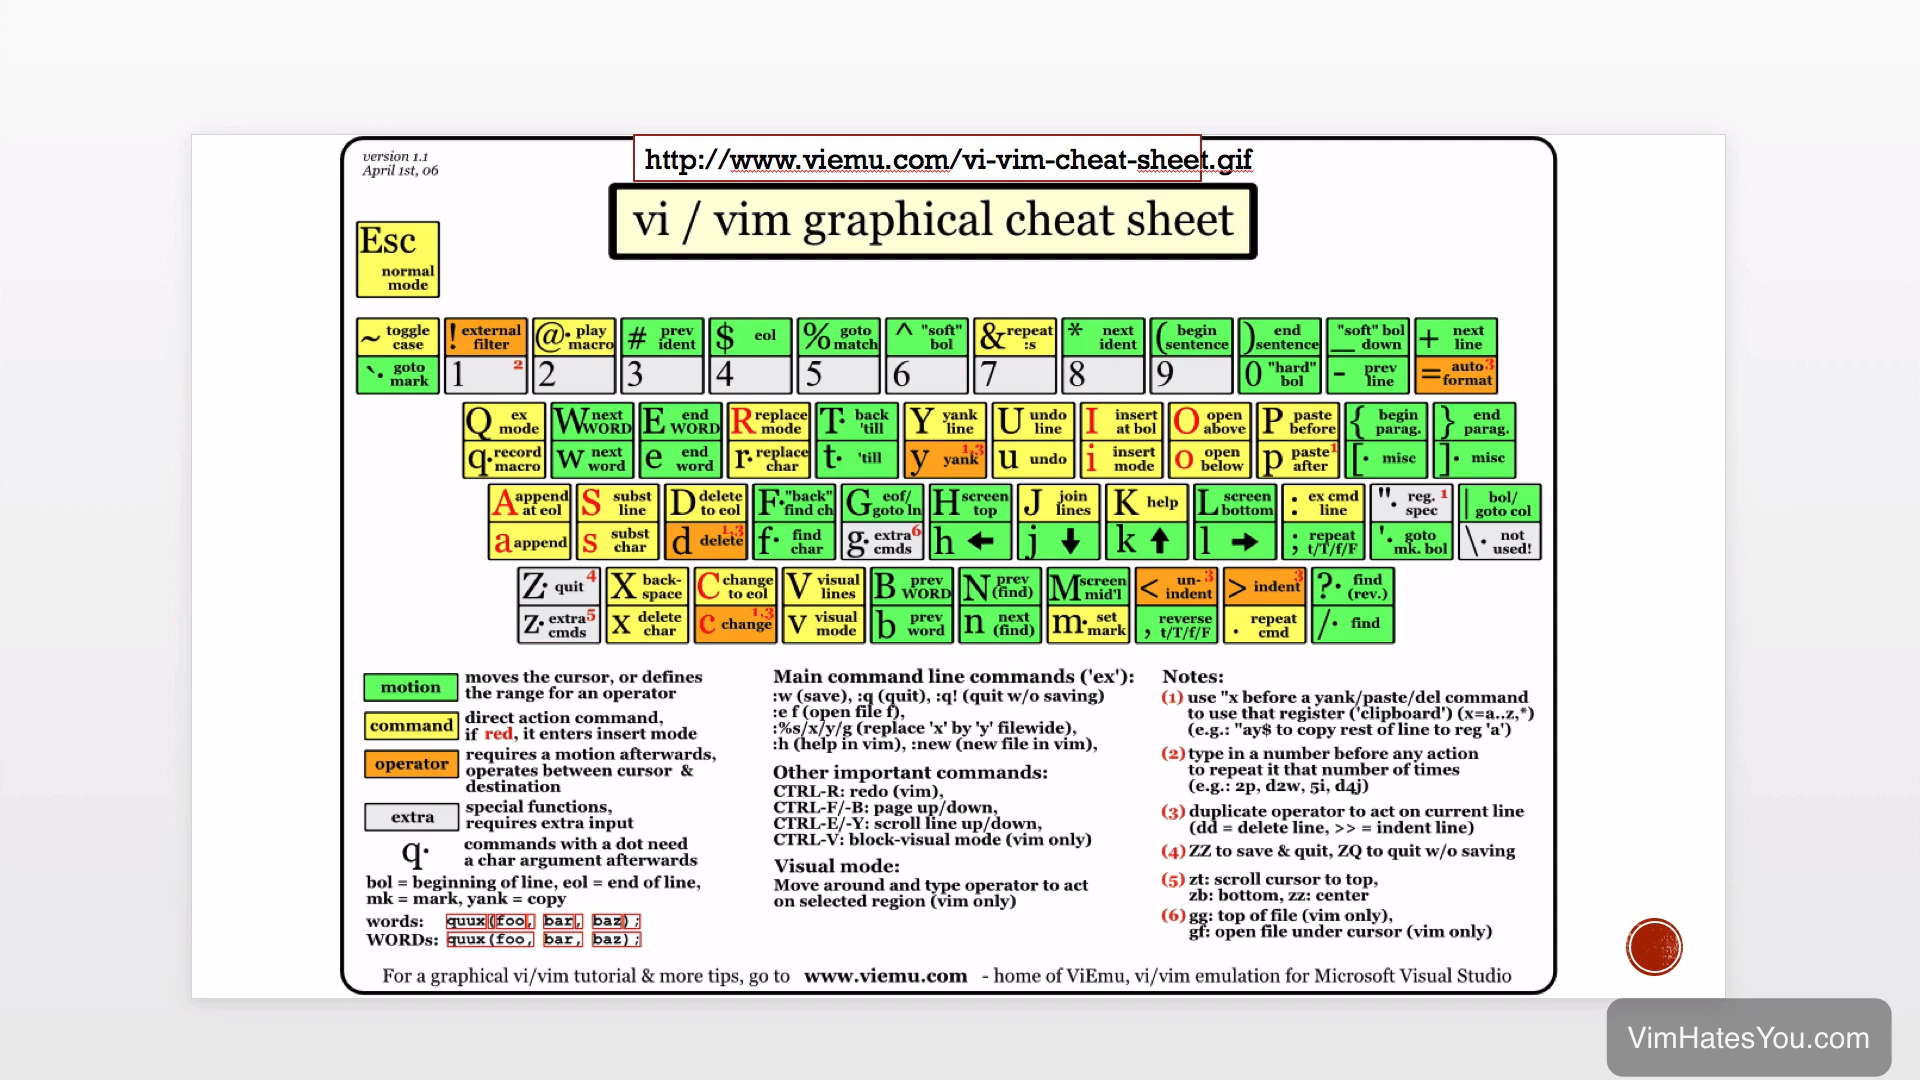 http://www.viemu.com/vi-vim-cheat-sheet.gif
version 1.1
April 1st, 06
vi / vim graphical cheat sheet
Esc
normal
mode
~ toggle case
! external filter
@· play macro
# prev ident
$ eol
% goto match
^ "soft" bol
& repeat :s
* next ident
( begin sentence
) end sentence
_ "soft" bol down
+ next line
`· goto mark
1 2
2
3
4
5
6
7
8
9
0 "hard" bol
- prev line
= auto format 3
Q ex mode
W next WORD
E end WORD
R replace mode
T· back 'till
Y yank line
U undo line
I insert at bol
O open above
P paste before
{ begin parag.
} end parag.
q· record macro
w next word
e end word
r· replace char
t· 'till
y yank 1,3
u undo
i insert mode
o open below
p paste after 1
[· misc
]· misc
A append at eol
S subst line
D delete to eol
F· "back" find ch
G eof/ goto ln
H screen top
J join lines
K help
L screen bottom
: ex cmd line
"· reg. spec 1
| bol/ goto col
a append
s subst char
d delete 1,3
f· find char
g· extra cmds 6
h ←
j ↓
k ↑
l →
; repeat t/T/f/F
'· goto mk. bol
\· not used!
Z· quit 4
X back-space
C change to eol
V visual lines
B prev WORD
N prev (find)
M screen mid'l
< un-indent 3
> indent 3
?· find (rev.)
z· extra cmds 5
x delete char
c change 1,3
v visual mode
b prev word
n next (find)
m· set mark
, reverse t/T/f/F
. repeat cmd
/· find
motion moves the cursor, or defines
the range for an operator
command direct action command,
if red, it enters insert mode
operator requires a motion afterwards,
operates between cursor &
destination
extra special functions,
requires extra input
q· commands with a dot need
a char argument afterwards
bol = beginning of line, eol = end of line,
mk = mark, yank = copy
words: quux(foo, bar, baz);
WORDs: quux(foo, bar, baz);
Main command line commands ('ex'):
:w (save), :q (quit), :q! (quit w/o saving)
:e f (open file f),
:%s/x/y/g (replace 'x' by 'y' filewide),
:h (help in vim), :new (new file in vim),
Other important commands:
CTRL-R: redo (vim),
CTRL-F/-B: page up/down,
CTRL-E/-Y: scroll line up/down,
CTRL-V: block-visual mode (vim only)
Visual mode:
Move around and type operator to act
on selected region (vim only)
Notes:
(1) use "x before a yank/paste/del command
to use that register ('clipboard') (x=a..z,*)
(e.g.: "ay$ to copy rest of line to reg 'a')
(2) type in a number before any action
to repeat it that number of times
(e.g.: 2p, d2w, 5i, d4j)
(3) duplicate operator to act on current line
(dd = delete line, >> = indent line)
(4) ZZ to save & quit, ZQ to quit w/o saving
(5) zt: scroll cursor to top,
zb: bottom, zz: center
(6) gg: top of file (vim only),
gf: open file under cursor (vim only)
For a graphical vi/vim tutorial & more tips, go to www.viemu.com - home of ViEmu, vi/vim emulation for Microsoft Visual Studio
VimHatesYou.com